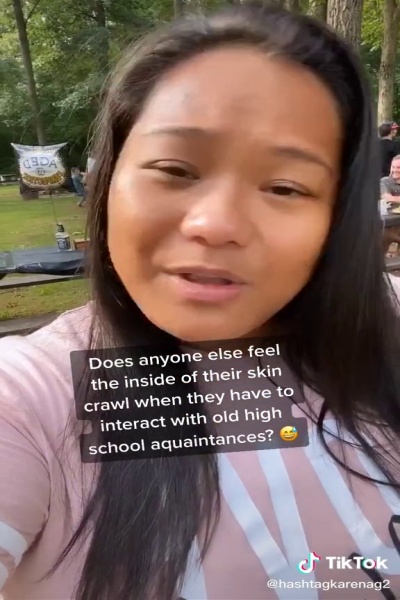 AGED
Does anyone else feel
the inside of their skin
crawl when they have to
interact with old high
school aquaintances? 😅
TikTok
@hashtagkarenag2